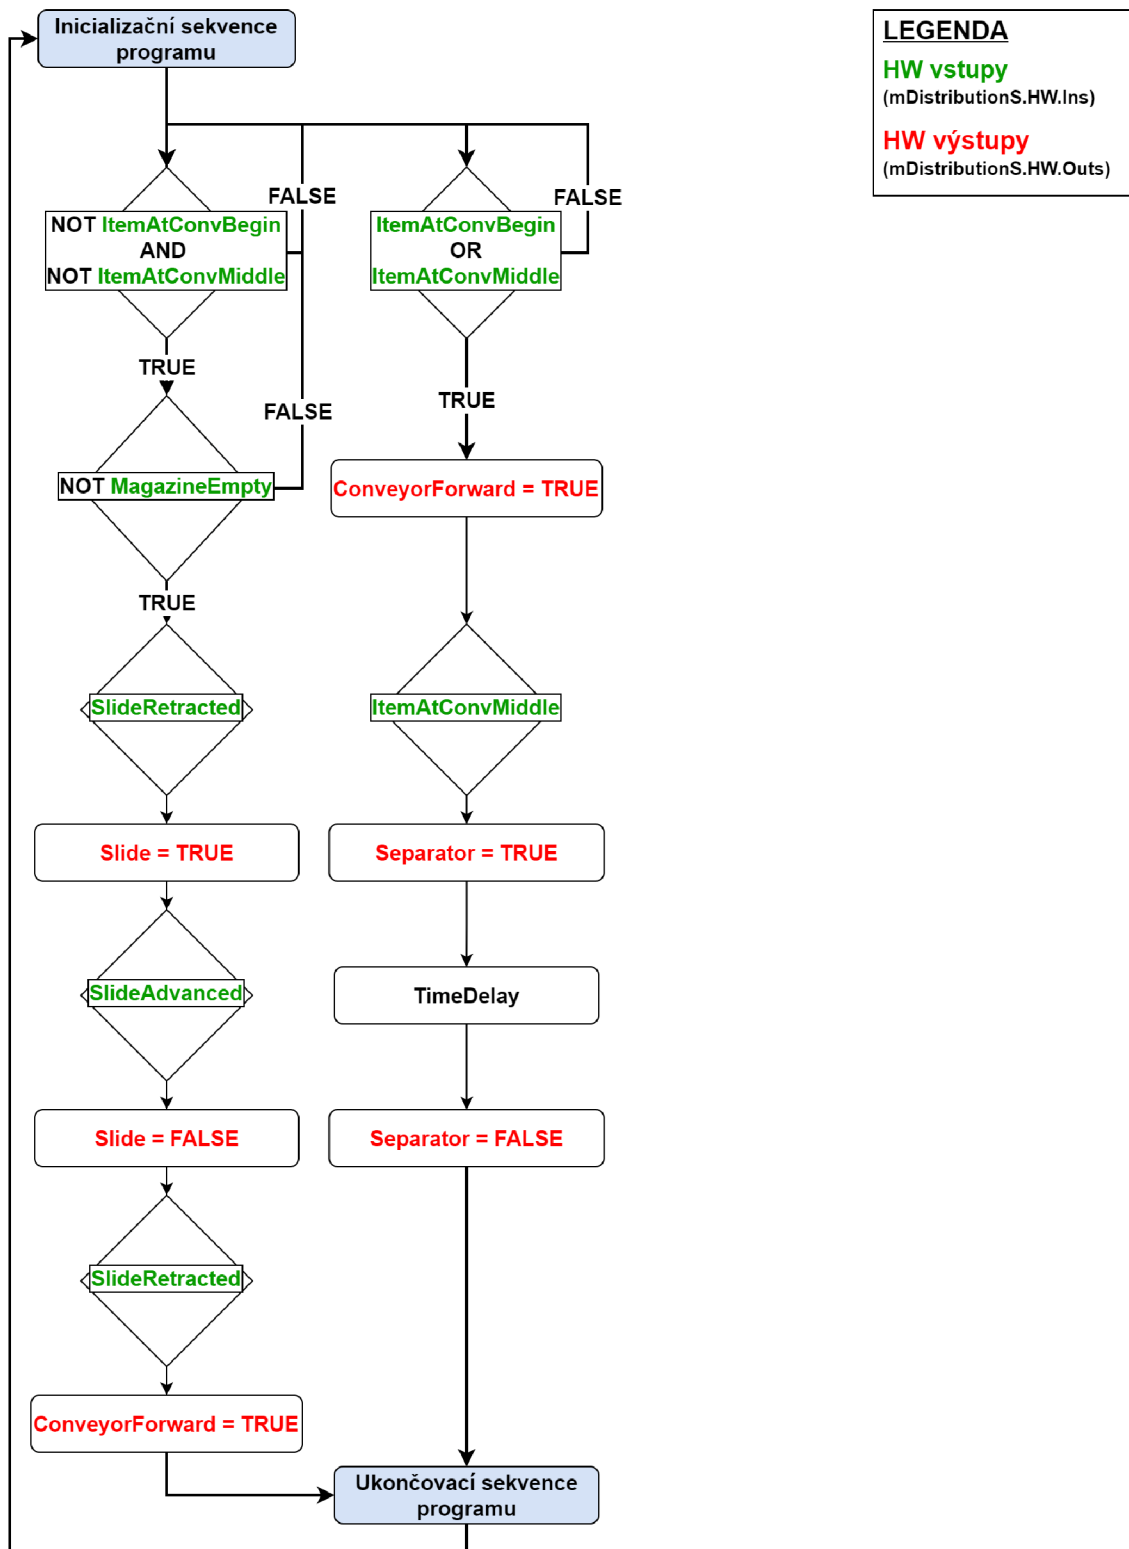 Inicializační sekvence
programu
LEGENDA
HW vstupy
(mDistributionS.HW.Ins)
HW výstupy
(mDistributionS.HW.Outs)
FALSE
FALSE
NOT ItemAtConvBegin
AND
NOT ItemAtConvMiddle
ItemAtConvBegin
OR
ItemAtConvMiddle
TRUE
FALSE
TRUE
NOT MagazineEmpty
ConveyorForward = TRUE
TRUE
SlideRetracted
ItemAtConvMiddle
Slide = TRUE
Separator = TRUE
SlideAdvanced
TimeDelay
Slide = FALSE
Separator = FALSE
SlideRetracted
ConveyorForward = TRUE
Ukončovací sekvence
programu